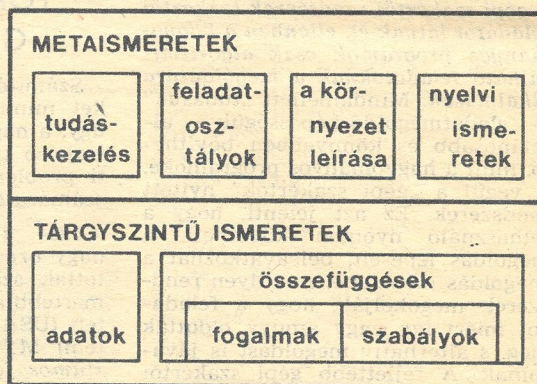 METAISMERETEK
tudás-
kezelés
feladat-
osz-
tályok
a kör-
nyezet
leírása
nyelvi
isme-
retek
TÁRGYSZINTŰ ISMERETEK
összefüggések
adatok
fogalmak
szabályok